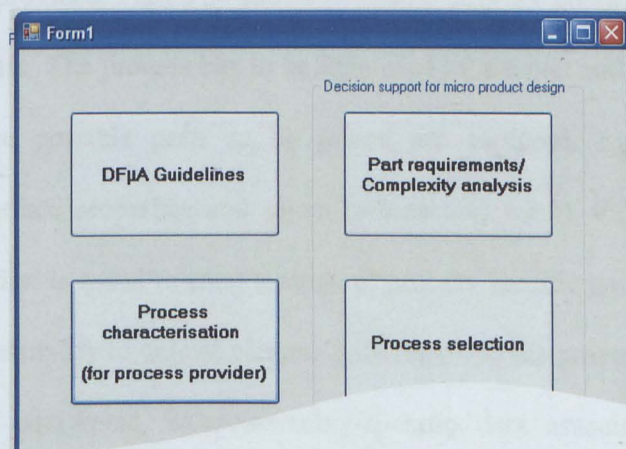 Form1
Decision support for micro product design
DFµA Guidelines
Part requirements/
Complexity analysis
Process
characterisation
(for process provider)
Process selection